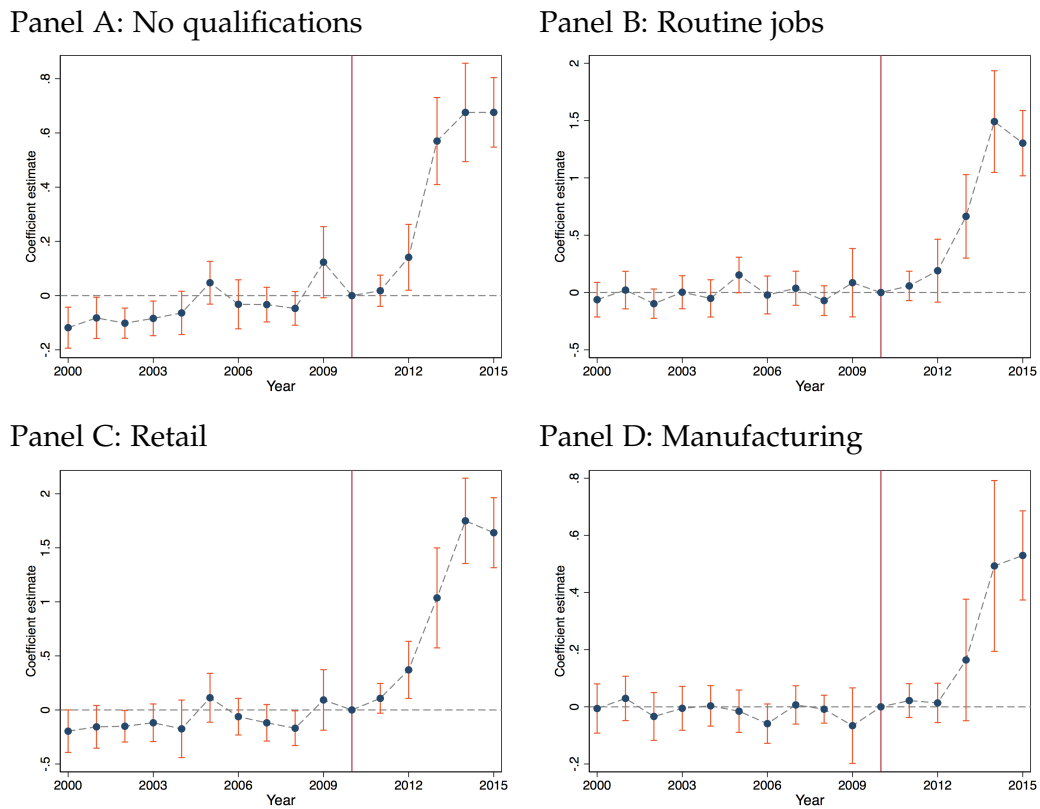 Panel A: No qualifications
Coefficient estimate
.8
.6
.4
.2
0
-.2
2000 2003 2006 2009 2012 2015
Year
Panel B: Routine jobs
Coefficient estimate
2
1.5
1
.5
0
-.5
2000 2003 2006 2009 2012 2015
Year
Panel C: Retail
Coefficient estimate
2
1.5
1
.5
0
-.5
2000 2003 2006 2009 2012 2015
Year
Panel D: Manufacturing
Coefficient estimate
.8
.6
.4
.2
0
-.2
2000 2003 2006 2009 2012 2015
Year